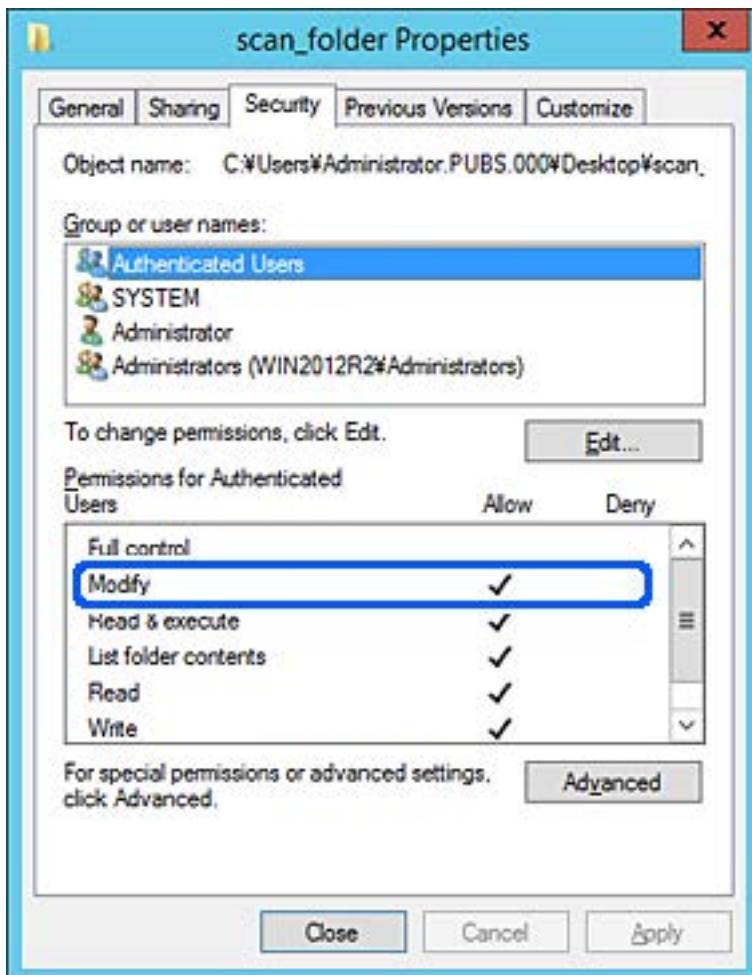 scan_folder Properties
General Sharing Security Previous Versions Customize
Object name: C:¥Users¥Administrator.PUBS.000¥Desktop¥scan_
Group or user names:
Authenticated Users
SYSTEM
Administrator
Administrators (WIN2012R2¥Administrators)
To change permissions, click Edit.
Edit...
Permissions for Authenticated
Users Allow Deny
Full control
Modify
Read & execute
List folder contents
Read
Write
For special permissions or advanced settings,
click Advanced.
Advanced
Close Cancel Apply